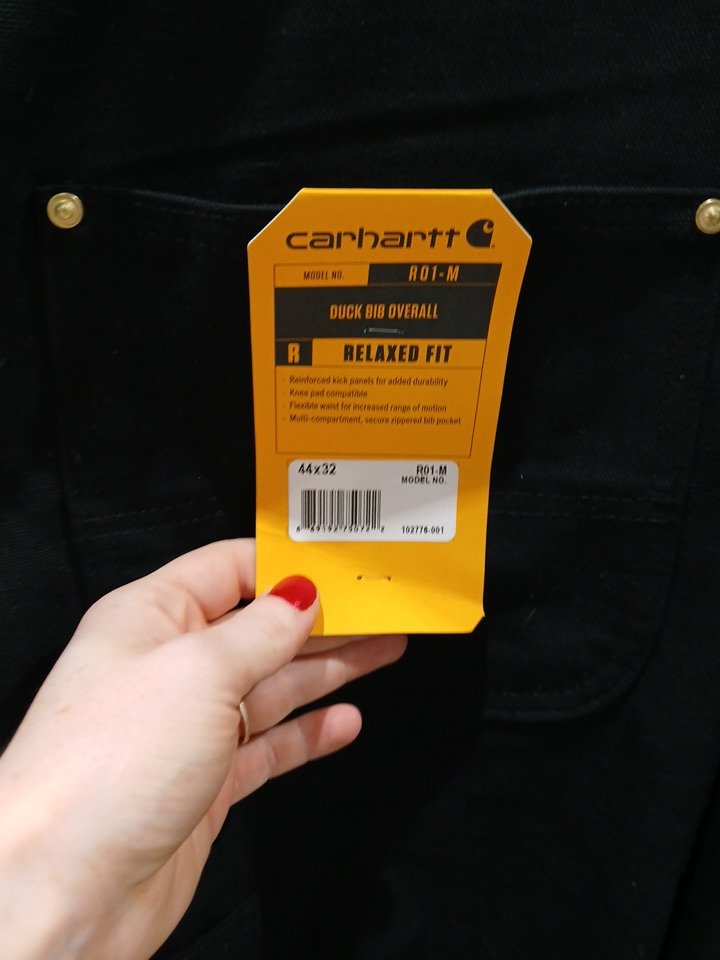 carhartt
MODEL NO. R01-M
DUCK BIB OVERALL
R RELAXED FIT
· Reinforced kick panels for added durability
· Knee pad compatible
· Flexible waist for increased range of motion
· Multi-compartment, secure zippered bib pocket
44x32 R01-M
MODEL NO.
102776-001